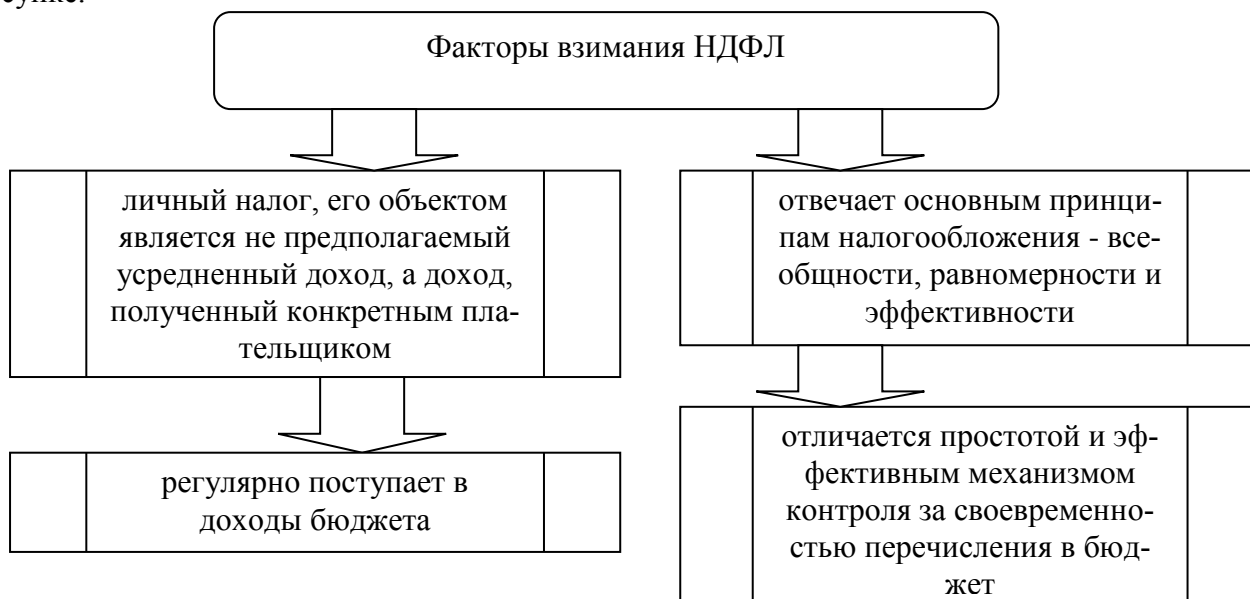 Факторы взимания НДФЛ
личный налог, его объектом
является не предполагаемый
усредненный доход, а доход,
полученный конкретным пла-
тельщиком
регулярно поступает в
доходы бюджета
отвечает основным принци-
пам налогообложения - все-
общности, равномерности и
эффективности
отличается простотой и эф-
фективным механизмом
контроля за своевременно-
стью перечисления в бюд-
жет